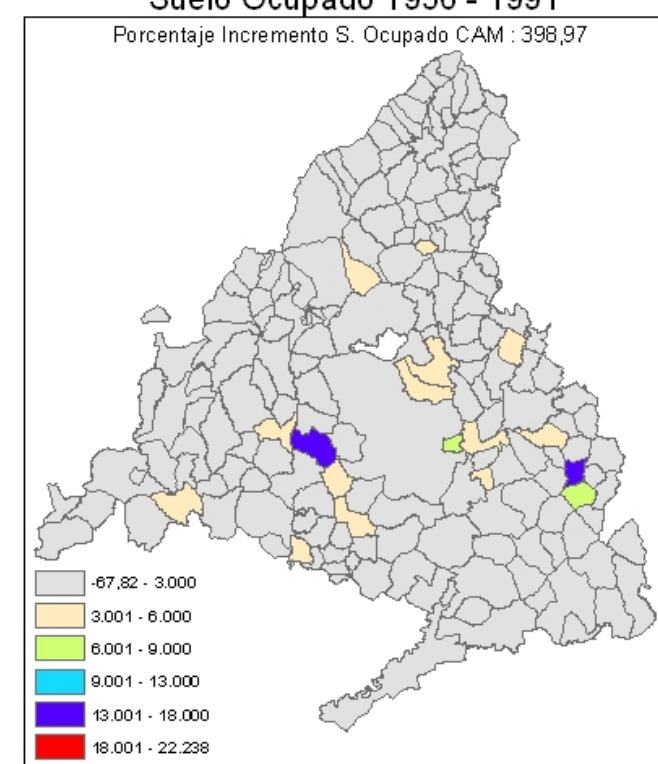 Suelo Ocupado 1956 - 1991
Porcentaje Incremento S. Ocupado CAM : 398,97
-67,82 - 3.000
3.001 - 6.000
6.001 - 9.000
9.001 - 13.000
13.001 - 18.000
18.001 - 22.238